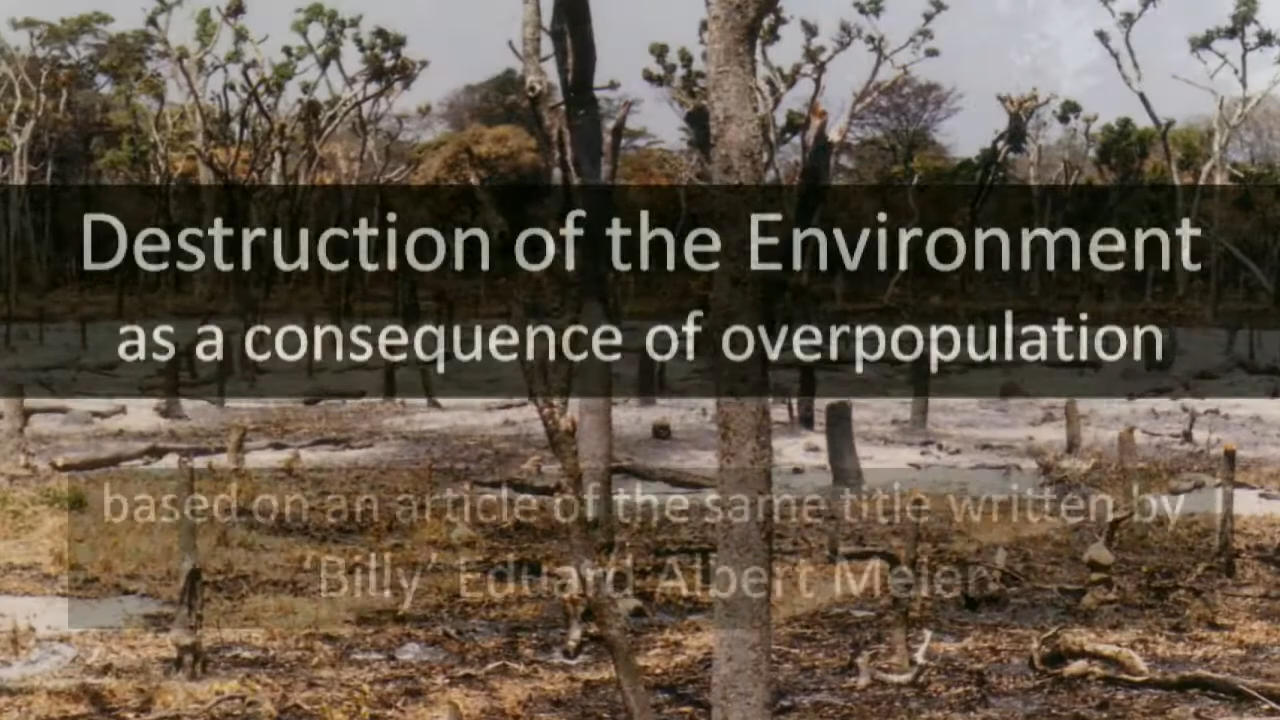 Destruction of the Environment
as a consequence of overpopulation
based on an article of the same title written by
‘Billy’ Eduard Albert Meier